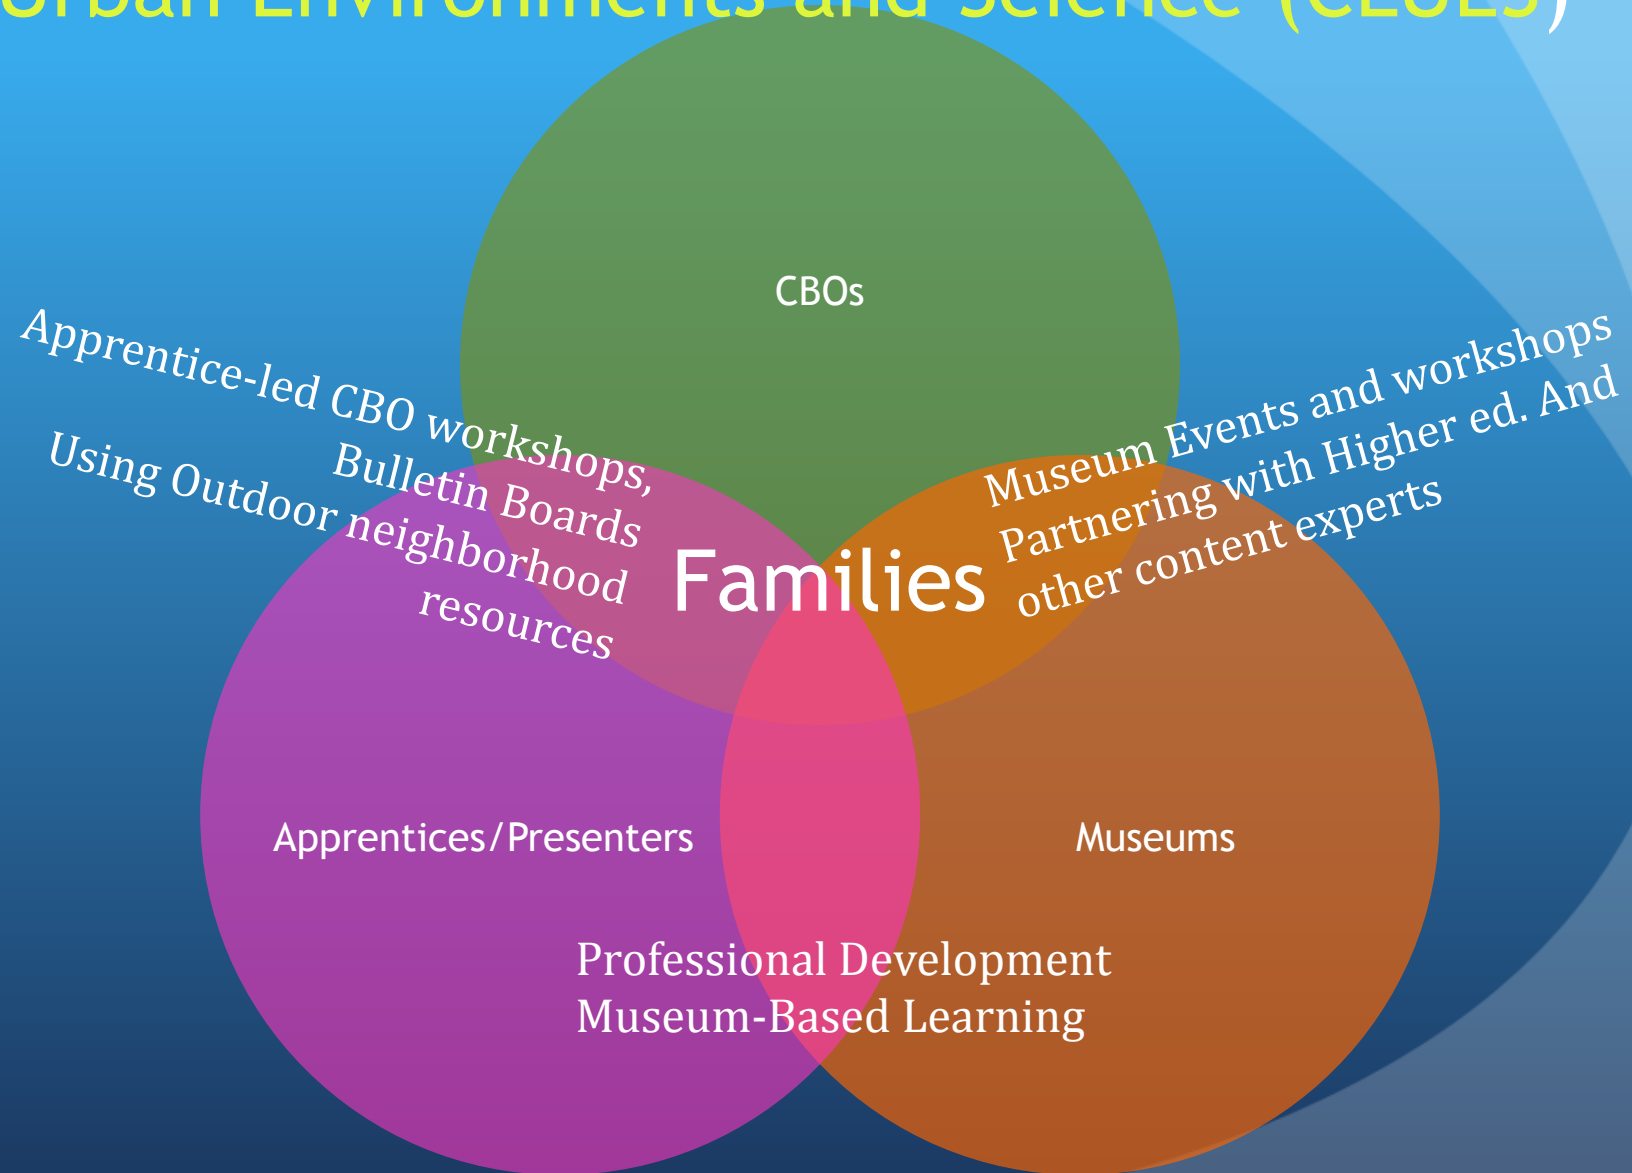 Urban Environments and Science (CLUES)
CBOs
Apprentice-led CBO workshops,
Bulletin Boards
Using Outdoor neighborhood
resources
Museum Events and workshops
Partnering with Higher ed. And
other content experts
Families
Apprentices/Presenters
Museums
Professional Development
Museum-Based Learning